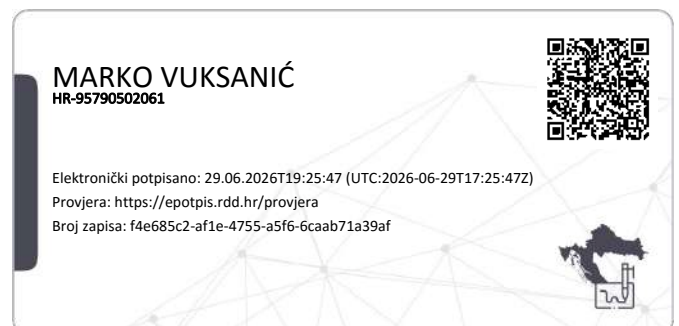 MARKO VUKSANIĆ
HR-95790502061
Elektronički potpisano: 29.06.2026T19:25:47 (UTC:2026-06-29T17:25:47Z)
Provjera: https://epotpis.rdd.hr/provjera
Broj zapisa: f4e685c2-af1e-4755-a5f6-6caab71a39af